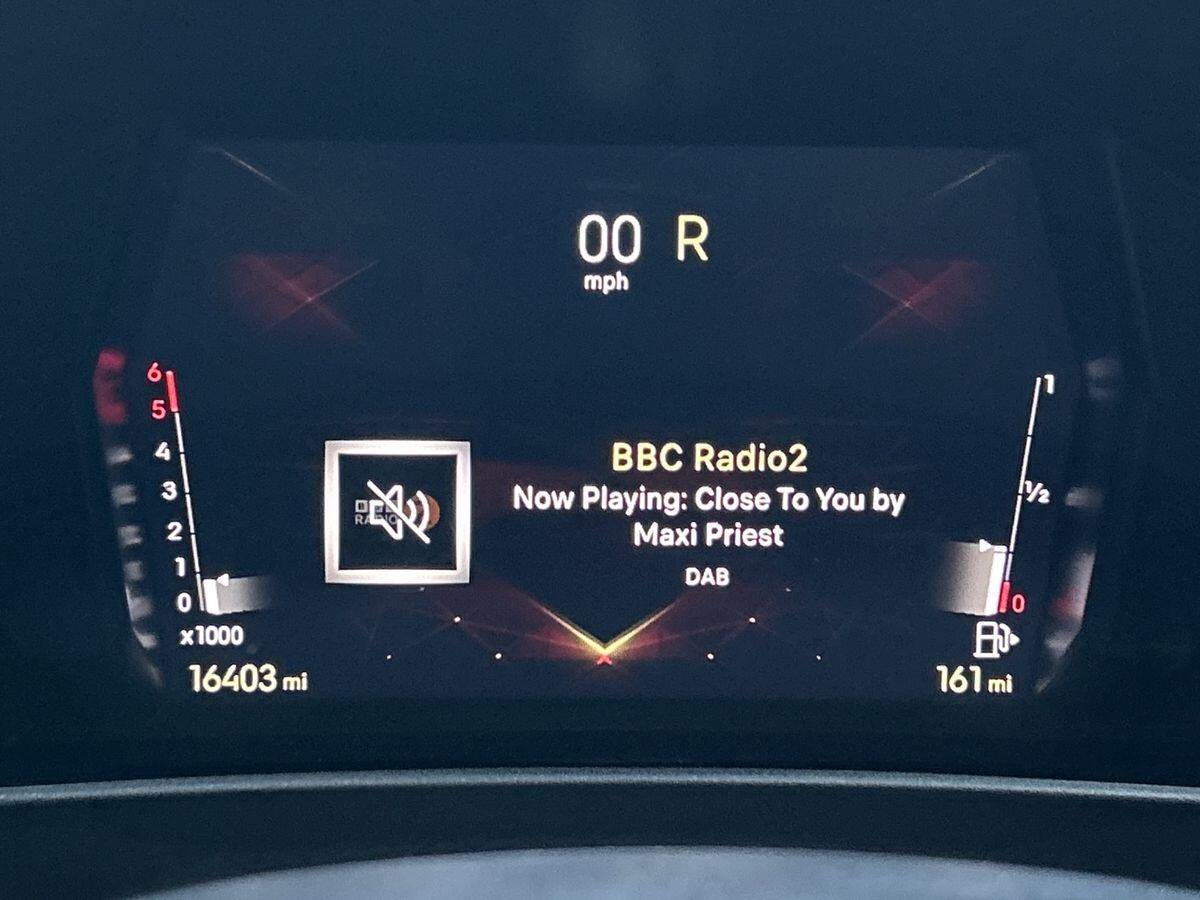 00 R
mph
6
5
4
3
2
1
0
x1000
16403 mi
RADIO
BBC Radio2
Now Playing: Close To You by
Maxi Priest
DAB
1
½
0
161 mi